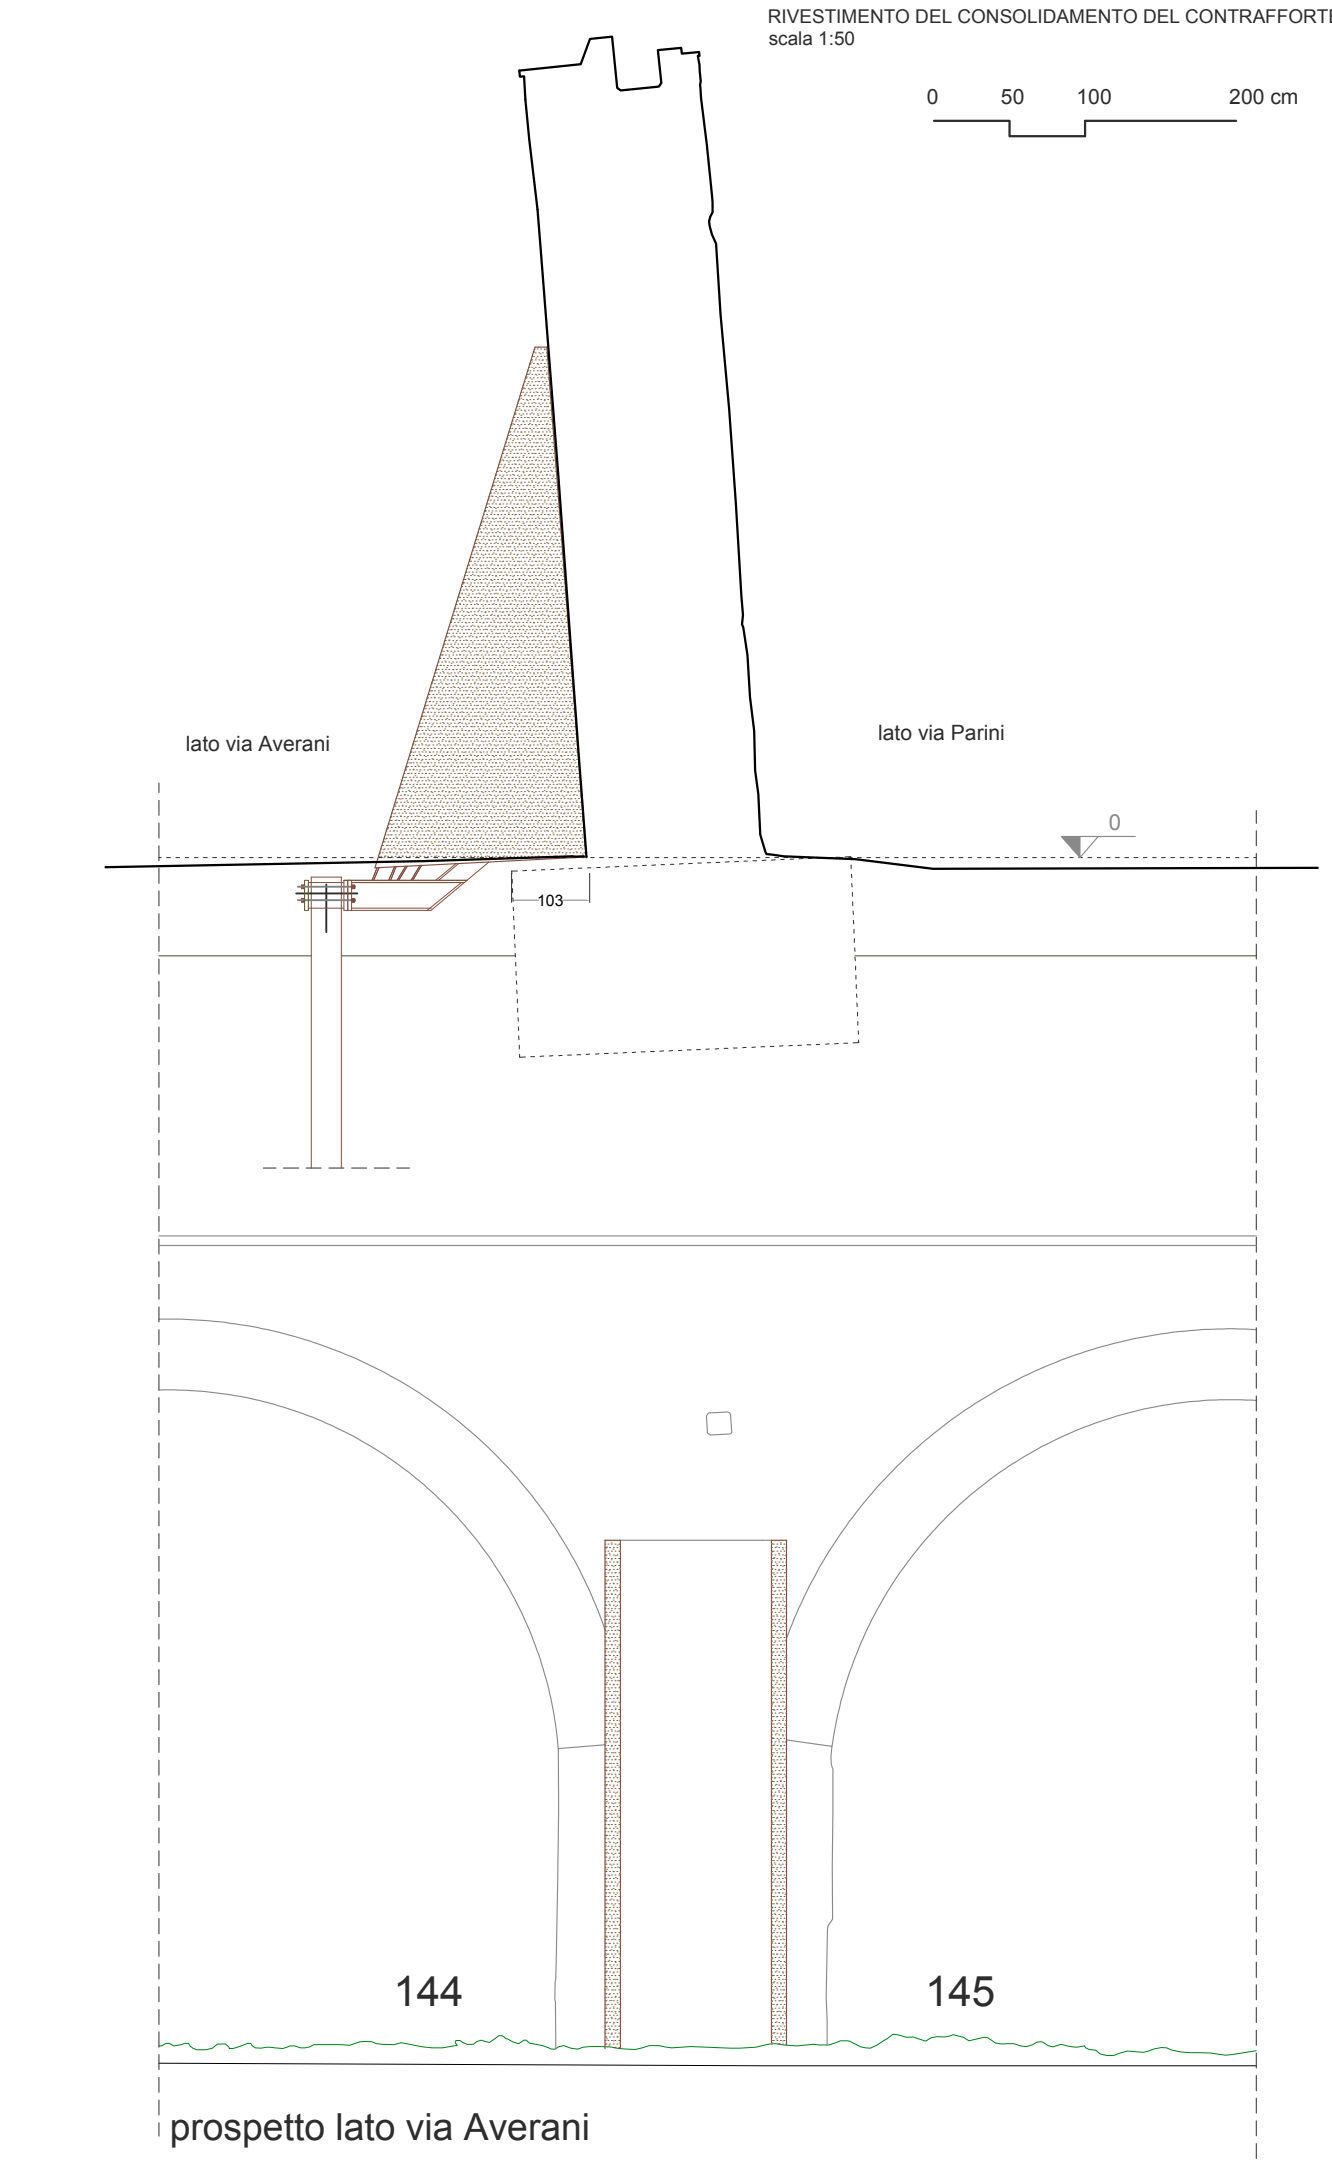 RIVESTIMENTO DEL CONSOLIDAMENTO DEL CONTRAFFORTE
scala 1:50
0 50 100 200 cm
lato via Averani
lato via Parini
0
103
144
145
prospetto lato via Averani